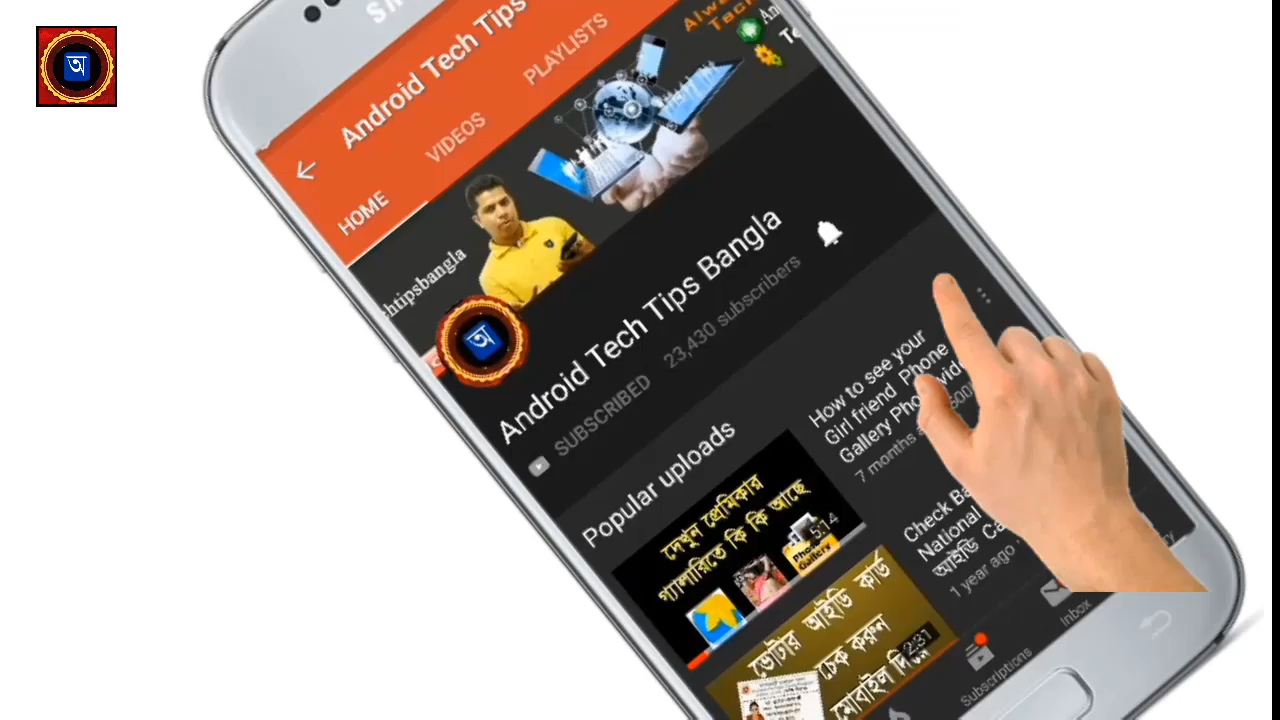 অ
Android Tech Tips
HOME
VIDEOS
PLAYLISTS
htipsbangla
অ
Android Tech Tips Bangla
SUBSCRIBED 23,430 subscribers
Popular uploads
How to see your
Girl friend Phone
Gallery
7 months
দেখুন প্রেমিকার
গ্যালারিতে কি কি আছে
Photo
Gallery
5:14
Check
National
আইডি
1 year ago
ভোটার আইডি কার্ড
চেক করুন
মোবাইল
2:31
Subscriptions
Inbox